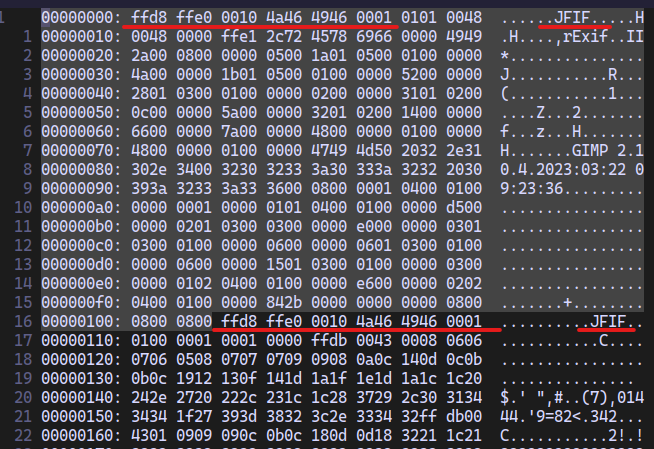 1 00000000: ffd8 ffe0 0010 4a46 4946 0001 0101 0048 ......JFIF.....H
1 00000010: 0048 0000 ffe1 2c72 4578 6966 0000 4949 .H....,rExif..II
2 00000020: 2a00 0800 0000 0500 1a01 0500 0100 0000 *...............
3 00000030: 4a00 0000 1b01 0500 0100 0000 5200 0000 J...........R...
4 00000040: 2801 0300 0100 0000 0200 0000 3101 0200 (...........1...
5 00000050: 0c00 0000 5a00 0000 3201 0200 1400 0000 ....Z...2.......
6 00000060: 6600 0000 7a00 0000 4800 0000 0100 0000 f...z...H.......
7 00000070: 4800 0000 0100 0000 4749 4d50 2032 2e31 H.......GIMP 2.1
8 00000080: 302e 3400 3230 3233 3a30 333a 3232 2030 0.4.2023:03:22 0
9 00000090: 393a 3233 3a33 3600 0800 0001 0400 0100 9:23:36.........
10 000000a0: 0000 0001 0000 0101 0400 0100 0000 d500 ................
11 000000b0: 0000 0201 0300 0300 0000 e000 0000 0301 ................
12 000000c0: 0300 0100 0000 0600 0000 0601 0300 0100 ................
13 000000d0: 0000 0600 0000 1501 0300 0100 0000 0300 ................
14 000000e0: 0000 0102 0400 0100 0000 e600 0000 0202 ................
15 000000f0: 0400 0100 0000 842b 0000 0000 0000 0800 .......+........
16 00000100: 0800 0800 ffd8 ffe0 0010 4a46 4946 0001 ..........JFIF..
17 00000110: 0100 0001 0001 0000 ffdb 0043 0008 0606 ...........C....
18 00000120: 0706 0508 0707 0709 0908 0a0c 140d 0c0b ................
19 00000130: 0b0c 1912 130f 141d 1a1f 1e1d 1a1c 1c20 ...............
20 00000140: 242e 2720 222c 231c 1c28 3729 2c30 3134 $.' ",#..(7),014
21 00000150: 3434 1f27 393d 3832 3c2e 3334 32ff db00 44.'9=82<.342...
22 00000160: 4301 0909 090c 0b0c 180d 0d18 3221 1c21 C...........2!.!